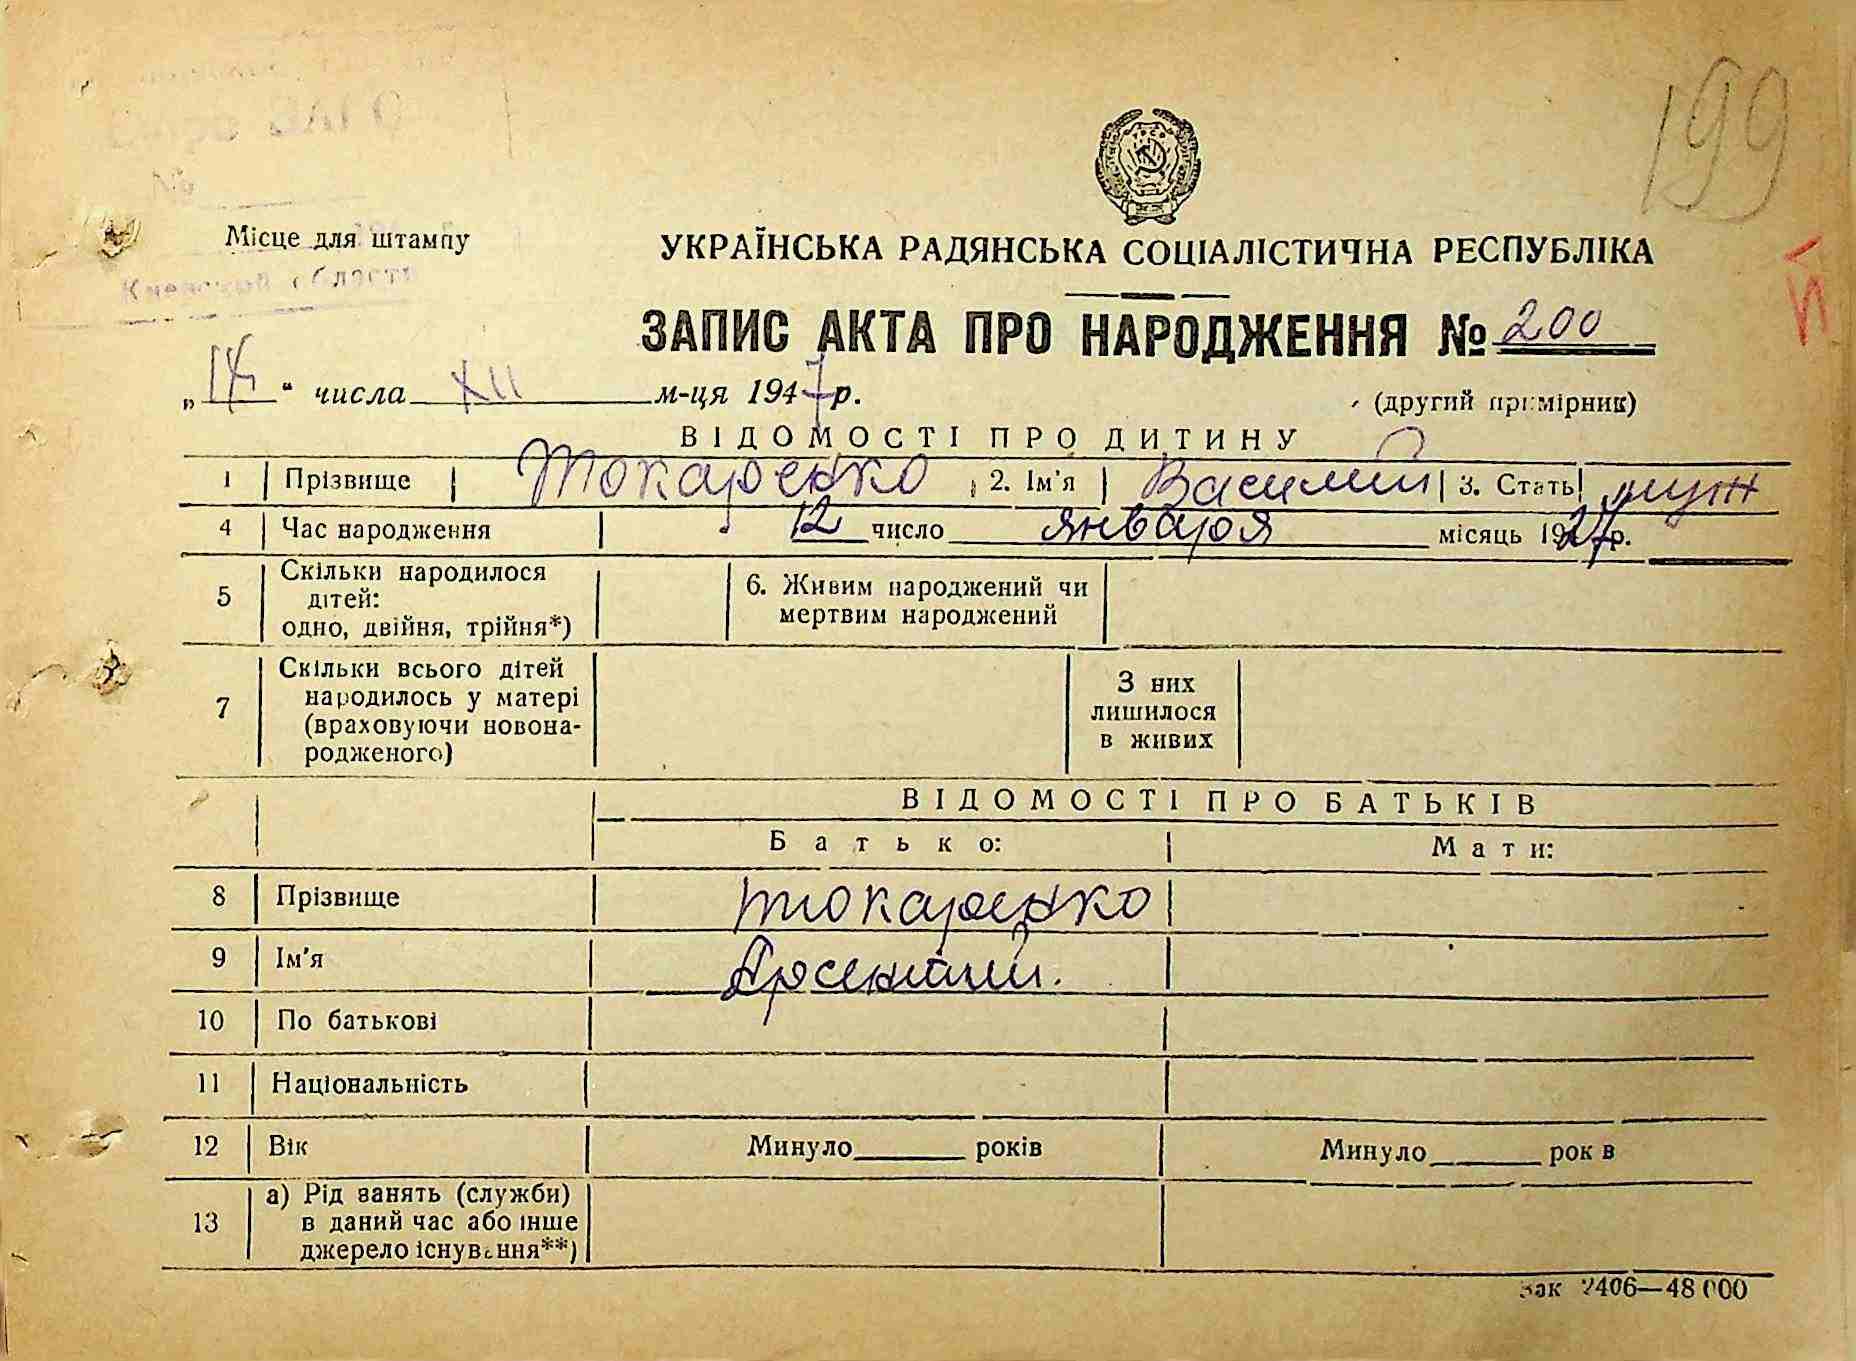 199
Бюро ЗАГС
№
Місце для штампу
Киевской области
УКРАЇНСЬКА РАДЯНСЬКА СОЦІАЛІСТИЧНА РЕСПУБЛІКА
ЗАПИС АКТА ПРО НАРОДЖЕННЯ № 200
„ “ числа XII м-ця 1947 р.
(другий примірник)
ВІДОМОСТІ ПРО ДИТИНУ
1 Прізвище Токаренко 2. Ім'я Василий 3. Стать муж
4 Час народження 12 число января місяць 1927 р.
5 Скільки народилося дітей: одно, двійня, трійня*) 6. Живим народжений чи мертвим народжений
7 Скільки всього дітей народилось у матері (враховуючи новонародженого) З них лишилося в живих
ВІДОМОСТІ ПРО БАТЬКІВ
Батько: Мати:
8 Прізвище Токаренко
9 Ім'я Арсений.
10 По батькові
11 Національність
12 Вік Минуло років Минуло рок в
13 а) Рід занять (служби) в даний час або інше джерело існування**)
Зак 2406—48 000